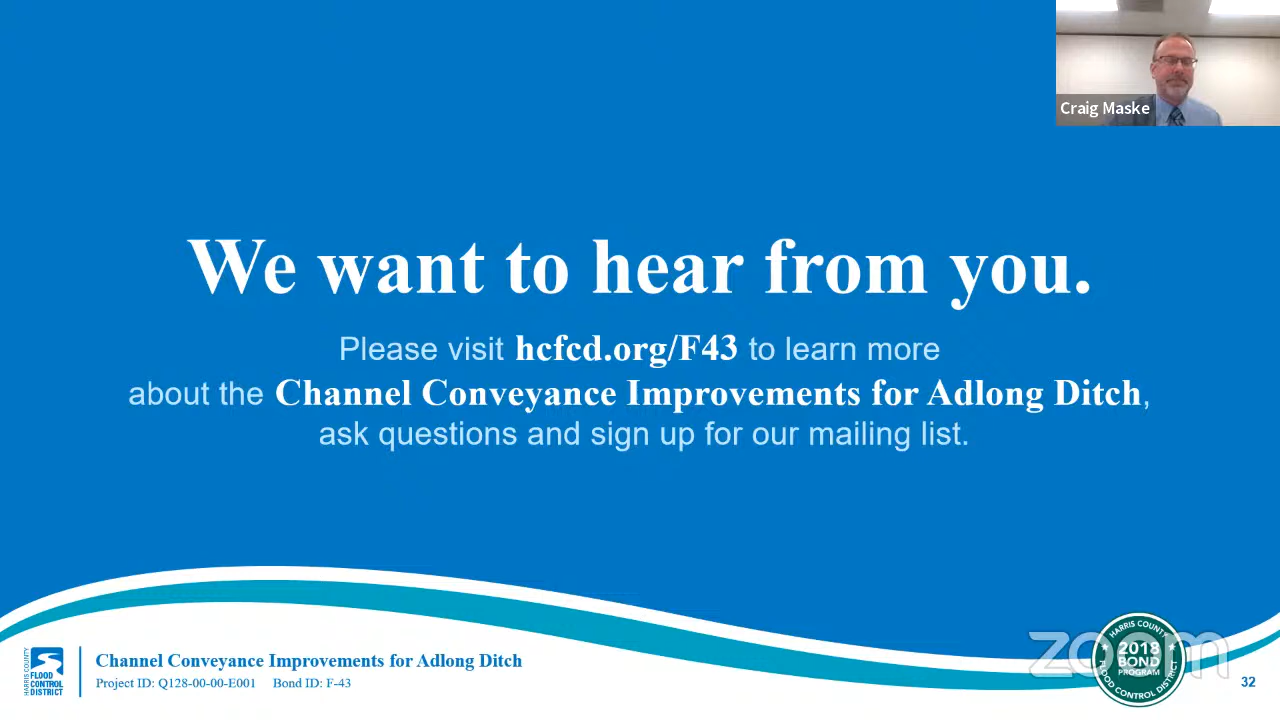 Craig Maske
We want to hear from you.
Please visit hcfcd.org/F43 to learn more
about the Channel Conveyance Improvements for Adlong Ditch,
ask questions and sign up for our mailing list.
HARRIS COUNTY
FLOOD
CONTROL
DISTRICT
Channel Conveyance Improvements for Adlong Ditch
Project ID: Q128-00-00-E001 Bond ID: F-43
zoom
HARRIS COUNTY
2018
BOND
PROGRAM
FLOOD CONTROL DISTRICT
32